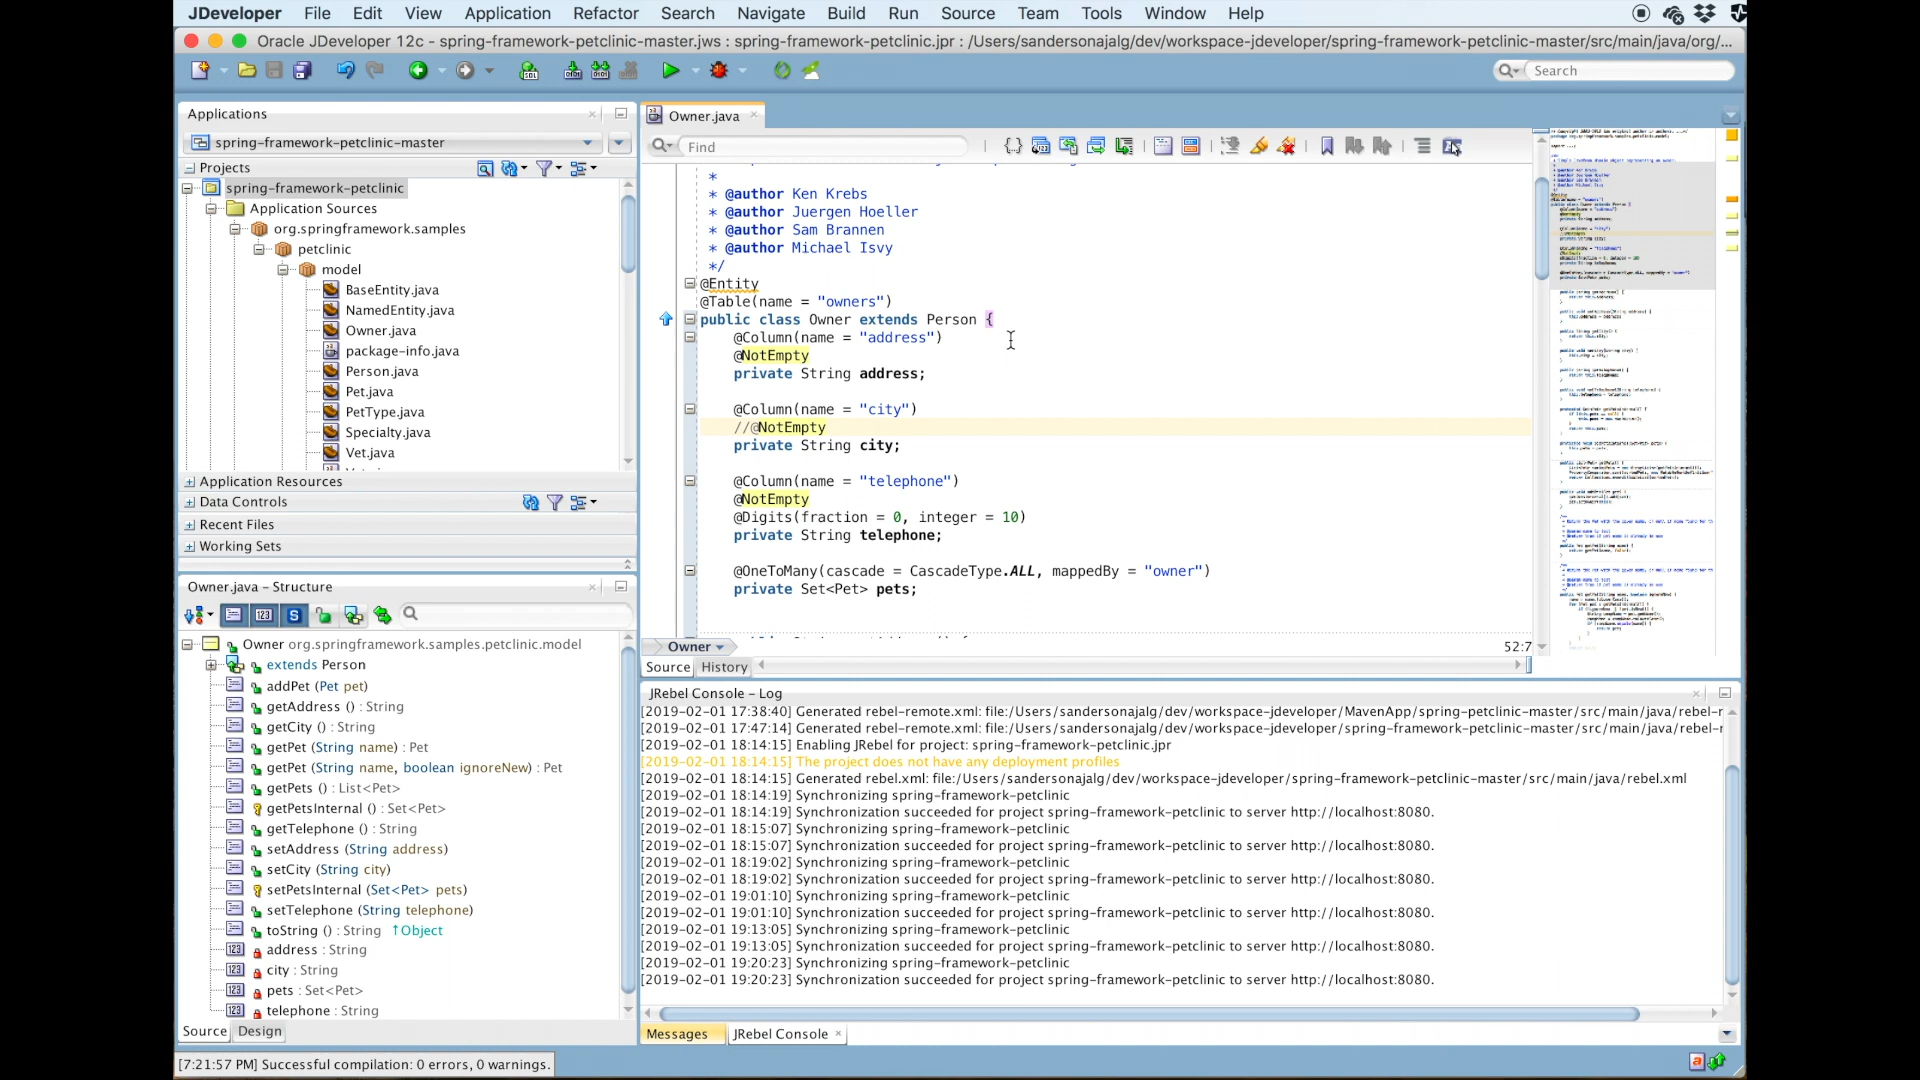 JDeveloper File Edit View Application Refactor Search Navigate Build Run Source Team Tools Window Help
Oracle JDeveloper 12c - spring-framework-petclinic-master.jws : spring-framework-petclinic.jpr : /Users/sandersonajalg/dev/workspace-jdeveloper/spring-framework-petclinic-master/src/main/java/org/...
Search
Applications
spring-framework-petclinic-master
Projects
spring-framework-petclinic
Application Sources
org.springframework.samples
petclinic
model
BaseEntity.java
NamedEntity.java
Owner.java
package-info.java
Person.java
Pet.java
PetType.java
Specialty.java
Vet.java
Application Resources
Data Controls
Recent Files
Working Sets
Owner.java - Structure
Owner org.springframework.samples.petclinic.model
extends Person
addPet (Pet pet)
getAddress () : String
getCity () : String
getPet (String name) : Pet
getPet (String name, boolean ignoreNew) : Pet
getPets () : List<Pet>
getPetsInternal () : Set<Pet>
getTelephone () : String
setAddress (String address)
setCity (String city)
setPetsInternal (Set<Pet> pets)
setTelephone (String telephone)
toString () : String ↑Object
address : String
city : String
pets : Set<Pet>
telephone : String
Source Design
Owner.java
Find
*
* @author Ken Krebs
* @author Juergen Hoeller
* @author Sam Brannen
* @author Michael Isvy
*/
@Entity
@Table(name = "owners")
public class Owner extends Person {
@Column(name = "address")
@NotEmpty
private String address;
@Column(name = "city")
//@NotEmpty
private String city;
@Column(name = "telephone")
@NotEmpty
@Digits(fraction = 0, integer = 10)
private String telephone;
@OneToMany(cascade = CascadeType.ALL, mappedBy = "owner")
private Set<Pet> pets;
Owner 52:7
Source History
JRebel Console - Log
[2019-02-01 17:38:40] Generated rebel-remote.xml: file:/Users/sandersonajalg/dev/workspace-jdeveloper/MavenApp/spring-petclinic-master/src/main/java/rebel-r
[2019-02-01 17:47:14] Generated rebel-remote.xml: file:/Users/sandersonajalg/dev/workspace-jdeveloper/spring-framework-petclinic-master/src/main/java/rebel-r
[2019-02-01 18:14:15] Enabling JRebel for project: spring-framework-petclinic.jpr
[2019-02-01 18:14:15] The project does not have any deployment profiles
[2019-02-01 18:14:15] Generated rebel.xml: file:/Users/sandersonajalg/dev/workspace-jdeveloper/spring-framework-petclinic-master/src/main/java/rebel.xml
[2019-02-01 18:14:19] Synchronizing spring-framework-petclinic
[2019-02-01 18:14:19] Synchronization succeeded for project spring-framework-petclinic to server http://localhost:8080.
[2019-02-01 18:15:07] Synchronizing spring-framework-petclinic
[2019-02-01 18:15:07] Synchronization succeeded for project spring-framework-petclinic to server http://localhost:8080.
[2019-02-01 18:19:02] Synchronizing spring-framework-petclinic
[2019-02-01 18:19:02] Synchronization succeeded for project spring-framework-petclinic to server http://localhost:8080.
[2019-02-01 19:01:10] Synchronizing spring-framework-petclinic
[2019-02-01 19:01:10] Synchronization succeeded for project spring-framework-petclinic to server http://localhost:8080.
[2019-02-01 19:13:05] Synchronizing spring-framework-petclinic
[2019-02-01 19:13:05] Synchronization succeeded for project spring-framework-petclinic to server http://localhost:8080.
[2019-02-01 19:20:23] Synchronizing spring-framework-petclinic
[2019-02-01 19:20:23] Synchronization succeeded for project spring-framework-petclinic to server http://localhost:8080.
Messages JRebel Console
[7:21:57 PM] Successful compilation: 0 errors, 0 warnings.